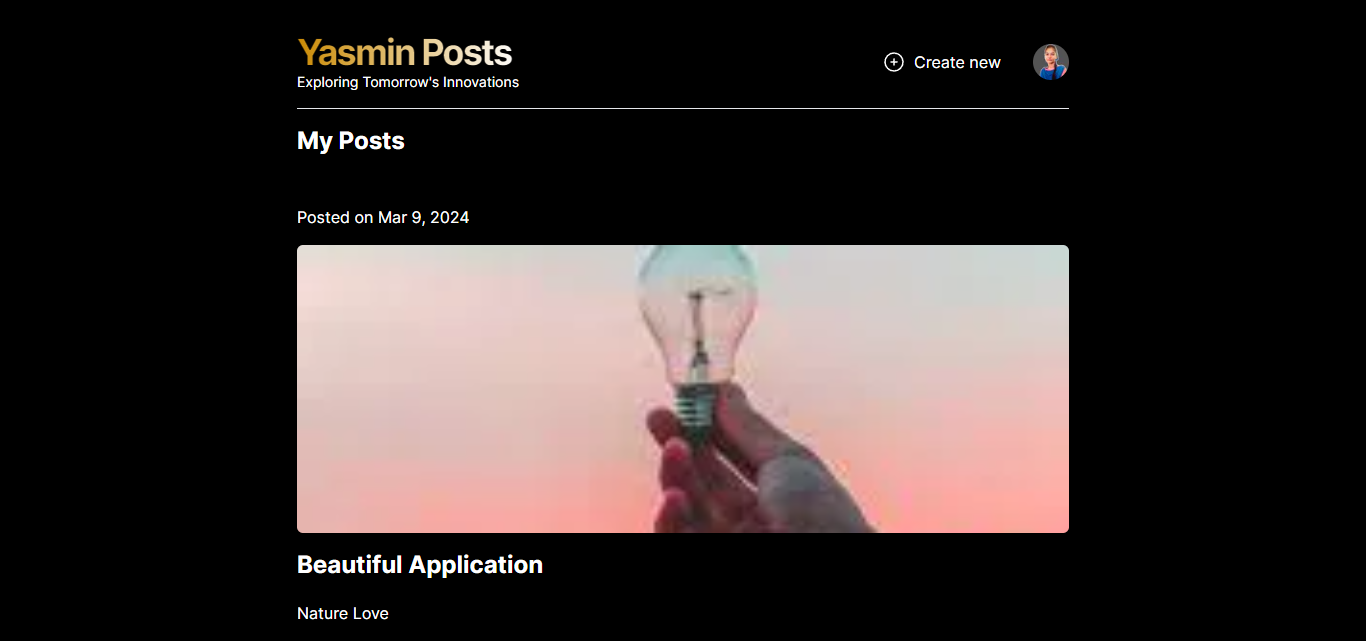 Yasmin Posts
Exploring Tomorrow's Innovations
Create new
My Posts
Posted on Mar 9, 2024
Beautiful Application
Nature Love